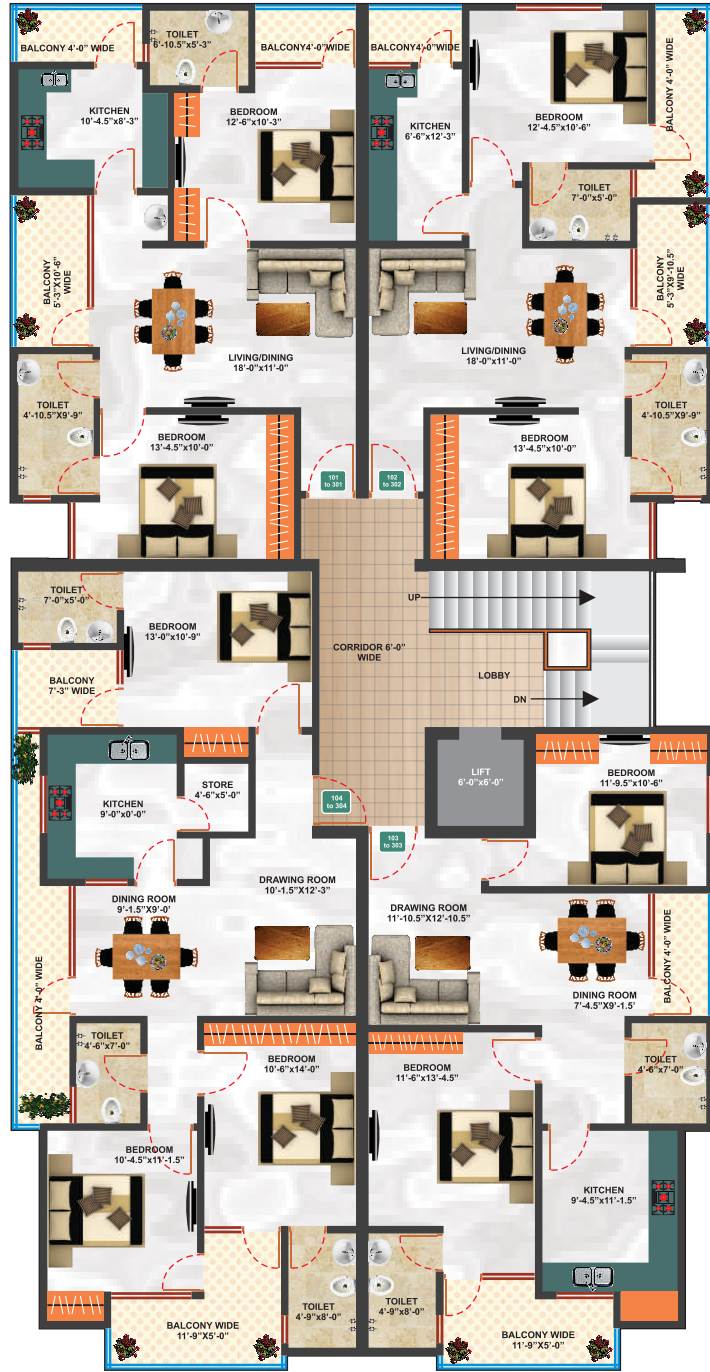 BALCONY 4'-0" WIDE
TOILET
6'-10.5"x5'-3"
BALCONY4'-0"WIDE
BALCONY4'-0"WIDE
BALCONY 4'-0" WIDE
KITCHEN
10'-4.5"x8'-3"
BEDROOM
12'-6"x10'-3"
KITCHEN
6'-6"x12'-3"
BEDROOM
12'-4.5"x10'-6"
TOILET
7'-0"x5'-0"
BALCONY
5'-3"X10'-6"
WIDE
BALCONY
5'-3"X9'-10.5"
WIDE
LIVING/DINING
18'-0"x11'-0"
LIVING/DINING
18'-0"x11'-0"
TOILET
4'-10.5"X9'-9"
TOILET
4'-10.5"X9'-9"
BEDROOM
13'-4.5"x10'-0"
BEDROOM
13'-4.5"x10'-0"
101
to 301
102
to 302
TOILET
7'-0"x5'-0"
BEDROOM
13'-0"x10'-9"
UP
CORRIDOR 6'-0"
WIDE
LOBBY
DN
BALCONY
7'-3" WIDE
LIFT
6'-0"x6'-0"
BEDROOM
11'-9.5"x10'-6"
STORE
4'-6"x5'-0"
KITCHEN
9'-0"x0'-0"
104
to 304
103
to 303
DRAWING ROOM
10'-1.5"X12'-3"
DINING ROOM
9'-1.5"X9'-0'
DRAWING ROOM
11'-10.5"X12'-10.5"
BALCONY 4'-0" WIDE
BALCONY 4'-0" WIDE
DINING ROOM
7'-4.5"X9'-1.5'
TOILET
4'-6"x7'-0"
BEDROOM
10'-6"x14'-0"
BEDROOM
11'-6"x13'-4.5"
TOILET
4'-6"x7'-0"
BEDROOM
10'-4.5"x11'-1.5"
KITCHEN
9'-4.5"x11'-1.5"
TOILET
4'-9"x8'-0"
TOILET
4'-9"x8'-0"
BALCONY WIDE
11'-9"X5'-0"
BALCONY WIDE
11'-9"X5'-0"